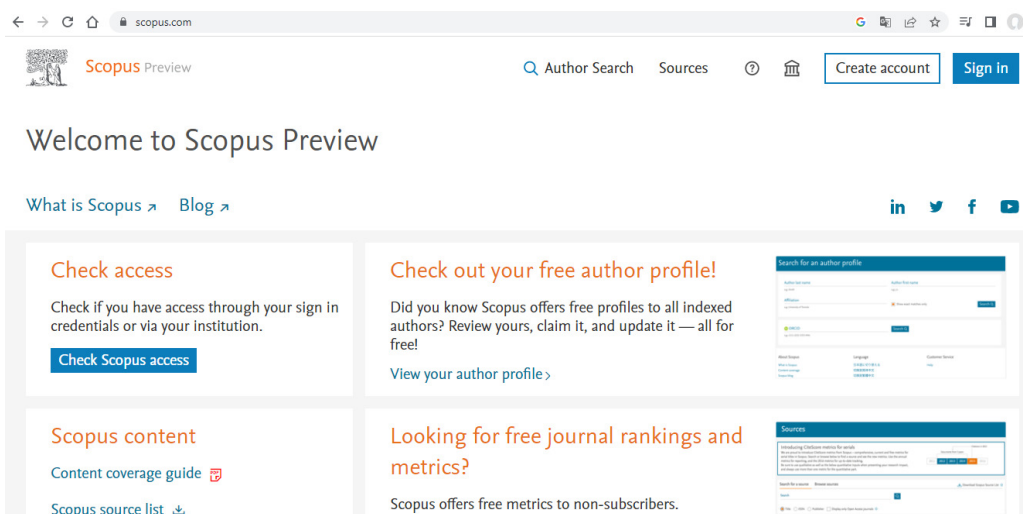 scopus.com
Scopus Preview
Author Search Sources Create account Sign in
Welcome to Scopus Preview
What is Scopus Blog
Check access
Check if you have access through your sign in
credentials or via your institution.
Check Scopus access
Check out your free author profile!
Did you know Scopus offers free profiles to all indexed
authors? Review yours, claim it, and update it — all for
free!
View your author profile
Search for an author profile
Scopus content
Content coverage guide
Scopus source list
Looking for free journal rankings and
metrics?
Scopus offers free metrics to non-subscribers.
Sources
Introducing CiteScore metrics for serials